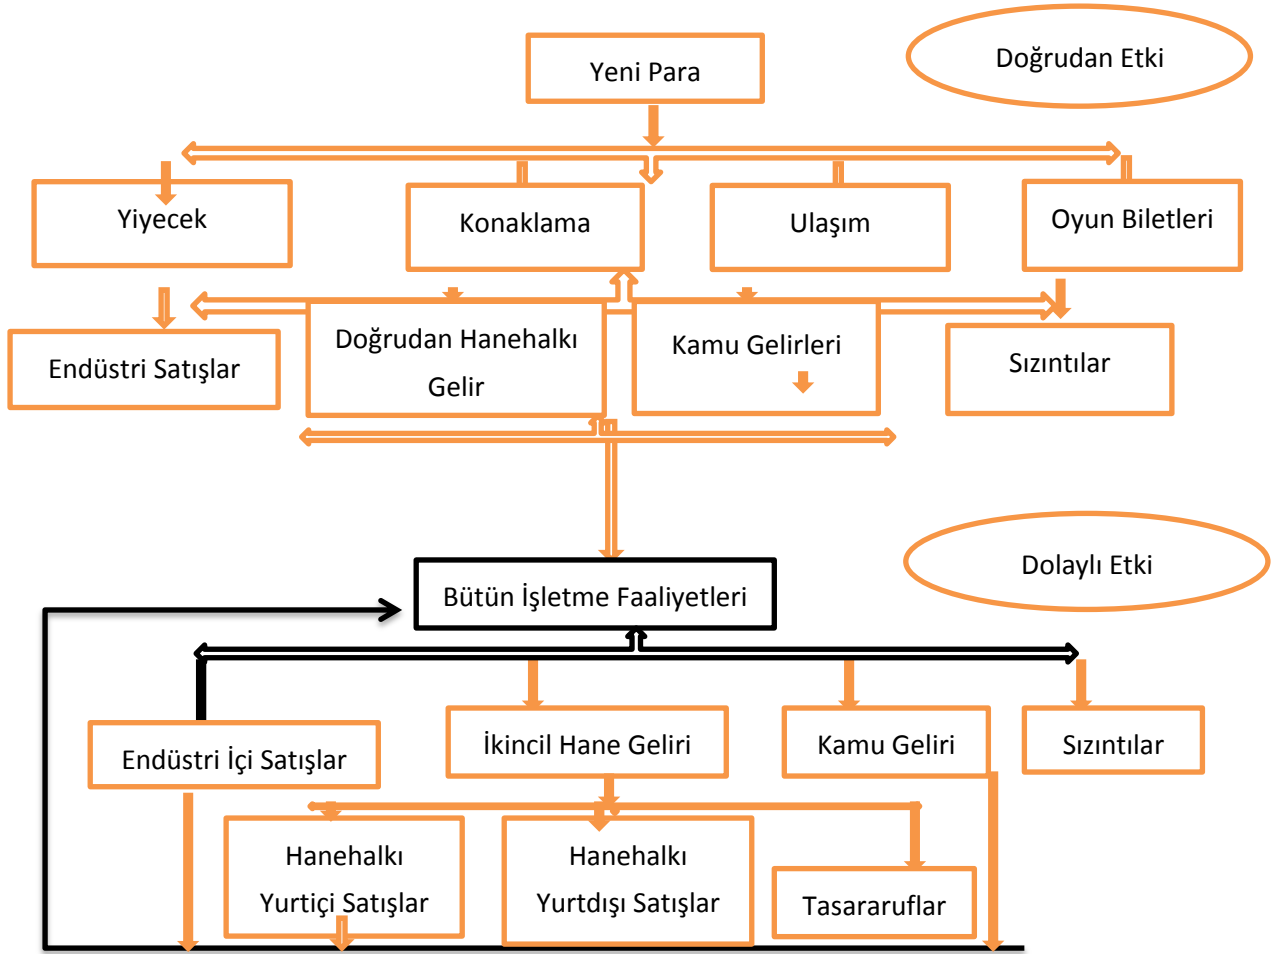 Yeni Para
Doğrudan Etki
Yiyecek
Konaklama
Ulaşım
Oyun Biletleri
Endüstri Satışlar
Doğrudan Hanehalkı
Gelir
Kamu Gelirleri
Sızıntılar
Dolaylı Etki
Bütün İşletme Faaliyetleri
Endüstri İçi Satışlar
İkincil Hane Geliri
Kamu Geliri
Sızıntılar
Hanehalkı
Yurtiçi Satışlar
Hanehalkı
Yurtdışı Satışlar
Tasararuflar